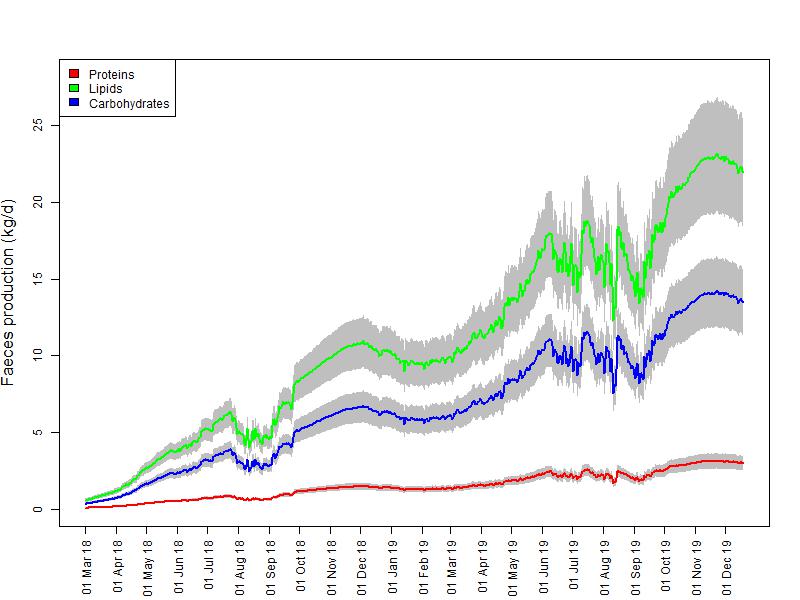 Proteins
Lipids
Carbohydrates
Faeces production (kg/d)
25
20
15
10
5
0
01 Mar 18
01 Apr 18
01 May 18
01 Jun 18
01 Jul 18
01 Aug 18
01 Sep 18
01 Oct 18
01 Nov 18
01 Dec 18
01 Jan 19
01 Feb 19
01 Mar 19
01 Apr 19
01 May 19
01 Jun 19
01 Jul 19
01 Aug 19
01 Sep 19
01 Oct 19
01 Nov 19
01 Dec 19